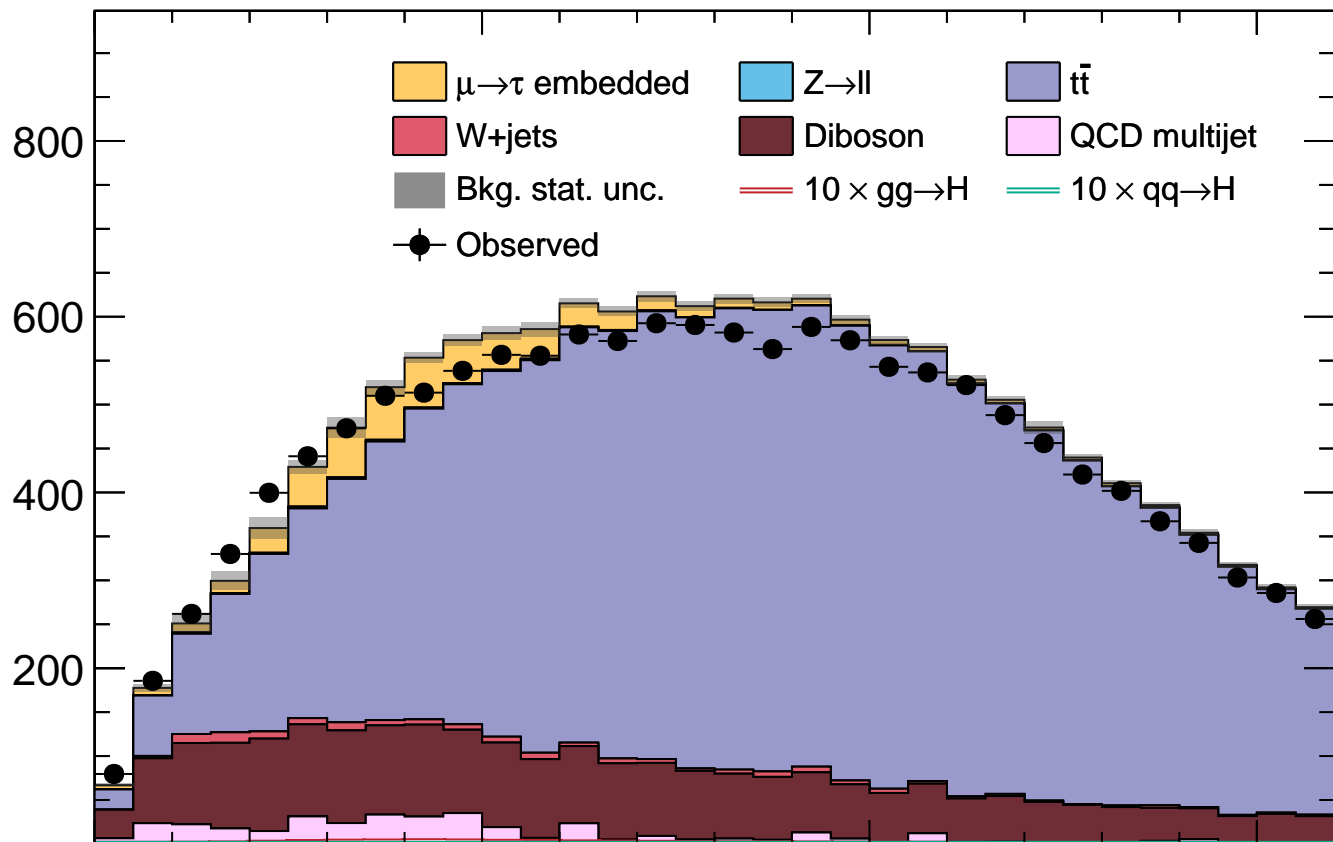 μ→τ embedded Z→ll tt̄
800 W+jets Diboson QCD multijet
Bkg. stat. unc. 10 × gg→H 10 × qq→H
Observed
600
400
200